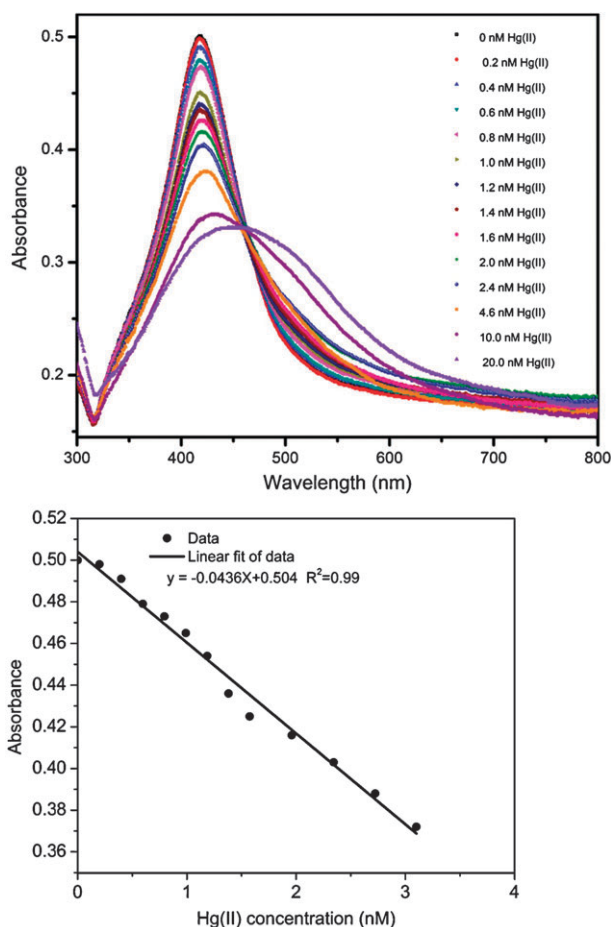 0.5
0.4
0.3
0.2
Absorbance
0 nM Hg(II)
0.2 nM Hg(II)
0.4 nM Hg(II)
0.6 nM Hg(II)
0.8 nM Hg(II)
1.0 nM Hg(II)
1.2 nM Hg(II)
1.4 nM Hg(II)
1.6 nM Hg(II)
2.0 nM Hg(II)
2.4 nM Hg(II)
4.6 nM Hg(II)
10.0 nM Hg(II)
20.0 nM Hg(II)
300 400 500 600 700 800
Wavelength (nm)
0.52
0.50
0.48
0.46
0.44
0.42
0.40
0.38
0.36
Absorbance
Data
Linear fit of data
y = -0.0436X+0.504 R²=0.99
0 1 2 3 4
Hg(II) concentration (nM)